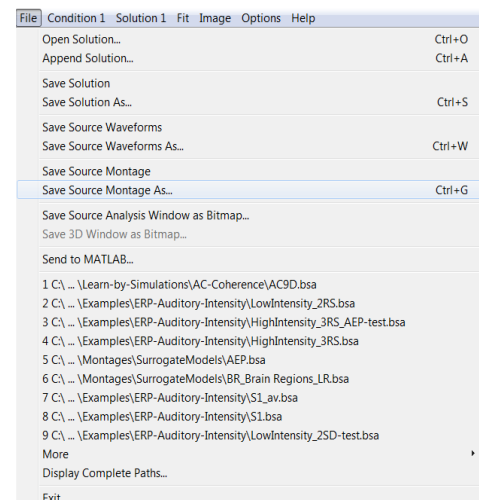 File Condition 1 Solution 1 Fit Image Options Help
Open Solution... Ctrl+O
Append Solution... Ctrl+A
Save Solution
Save Solution As... Ctrl+S
Save Source Waveforms
Save Source Waveforms As... Ctrl+W
Save Source Montage
Save Source Montage As... Ctrl+G
Save Source Analysis Window as Bitmap...
Save 3D Window as Bitmap...
Send to MATLAB...
1 C:\ ... \Learn-by-Simulations\AC-Coherence\AC9D.bsa
2 C:\ ... \Examples\ERP-Auditory-Intensity\LowIntensity_2RS.bsa
3 C:\ ... \Examples\ERP-Auditory-Intensity\HighIntensity_3RS_AEP-test.bsa
4 C:\ ... \Examples\ERP-Auditory-Intensity\HighIntensity_3RS.bsa
5 C:\ ... \Montages\SurrogateModels\AEP.bsa
6 C:\ ... \Montages\SurrogateModels\BR_Brain Regions_LR.bsa
7 C:\ ... \Examples\ERP-Auditory-Intensity\S1_av.bsa
8 C:\ ... \Examples\ERP-Auditory-Intensity\S1.bsa
9 C:\ ... \Examples\ERP-Auditory-Intensity\LowIntensity_2SD-test.bsa
More
Display Complete Paths...
Exit